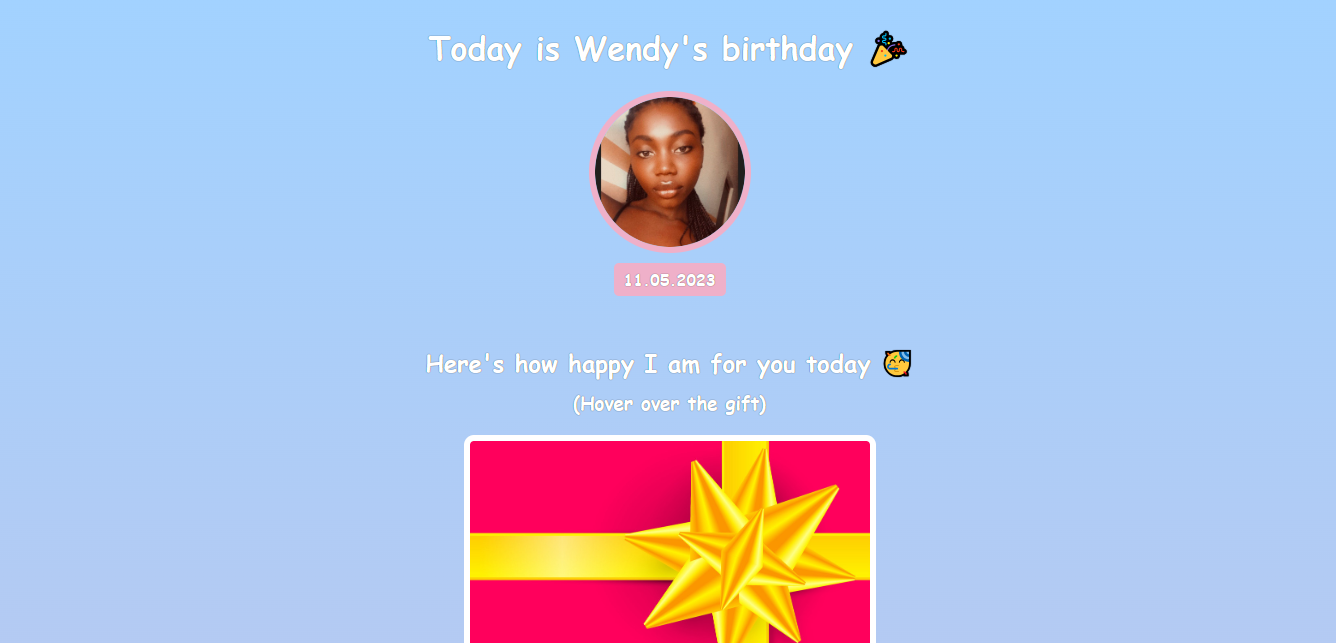 Today is Wendy's birthday 🎉
11.05.2023
Here's how happy I am for you today 🥳
(Hover over the gift)